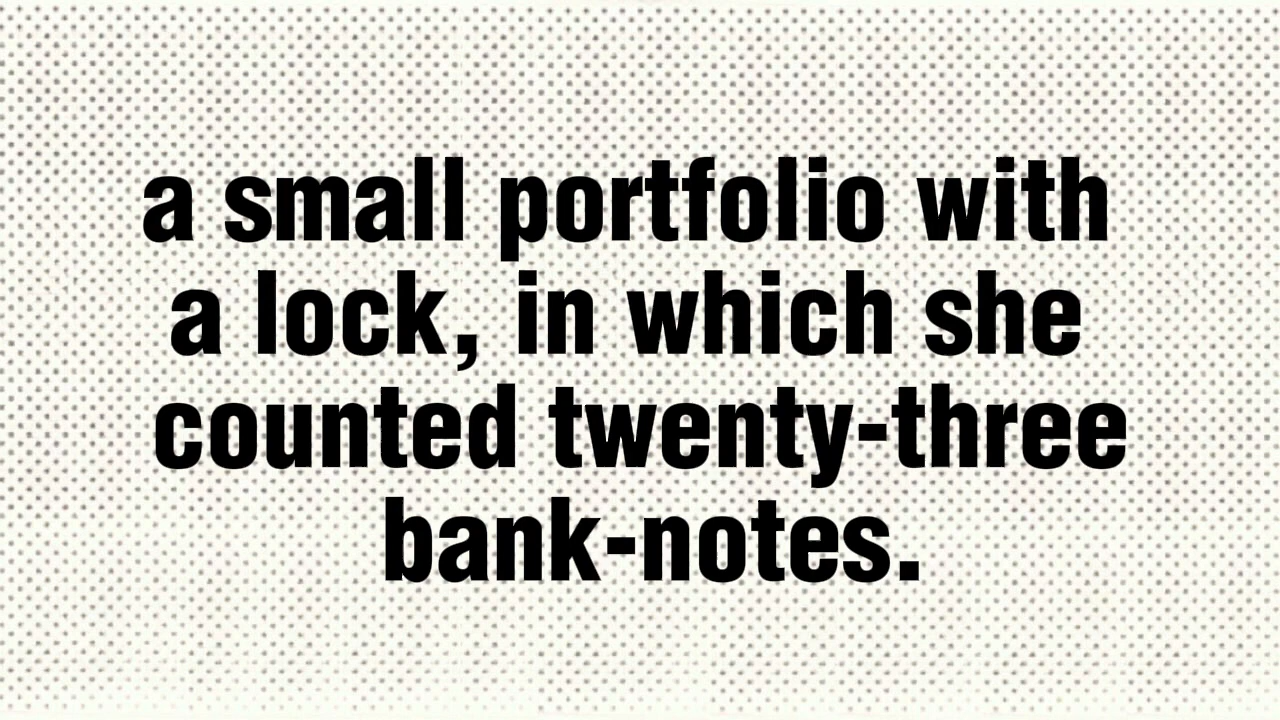 a small portfolio with
a lock, in which she
counted twenty-three
bank-notes.